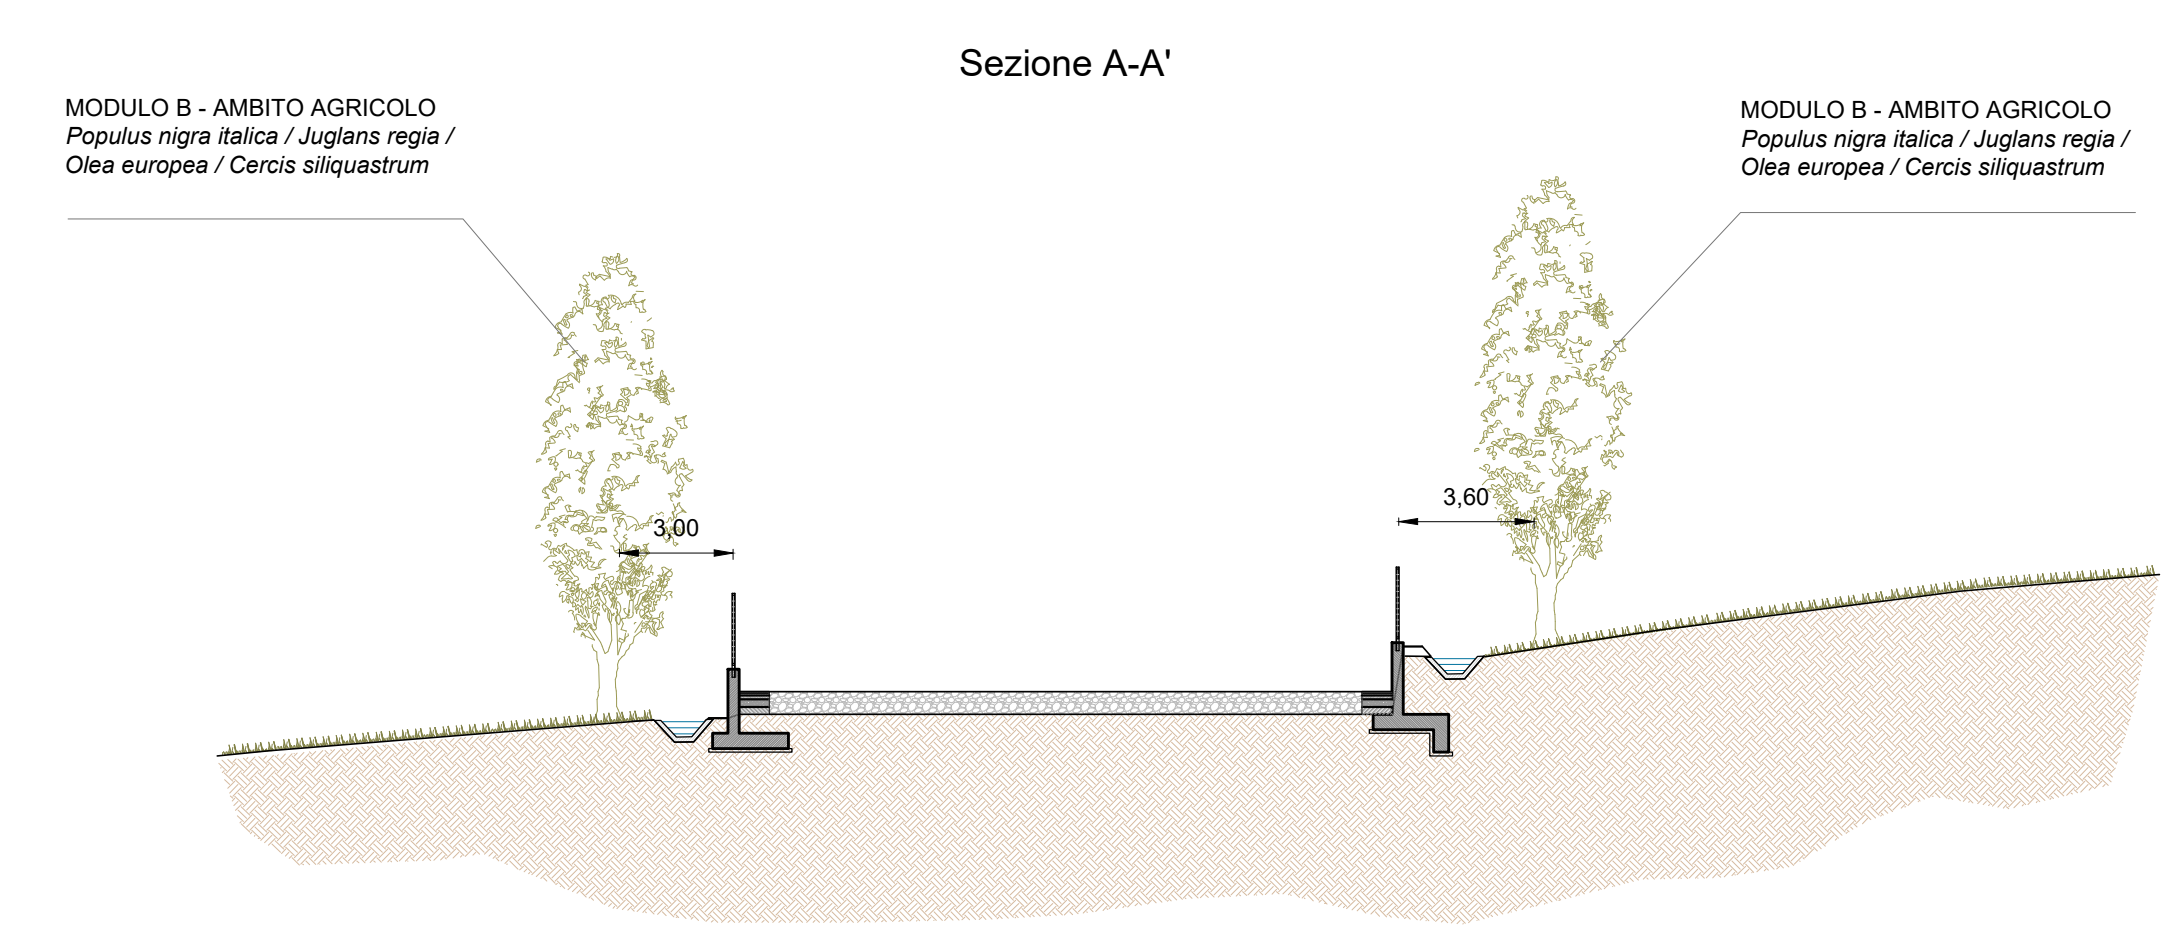 Sezione A-A'
MODULO B - AMBITO AGRICOLO
Populus nigra italica / Juglans regia /
Olea europea / Cercis siliquastrum
MODULO B - AMBITO AGRICOLO
Populus nigra italica / Juglans regia /
Olea europea / Cercis siliquastrum
3,60
3,00